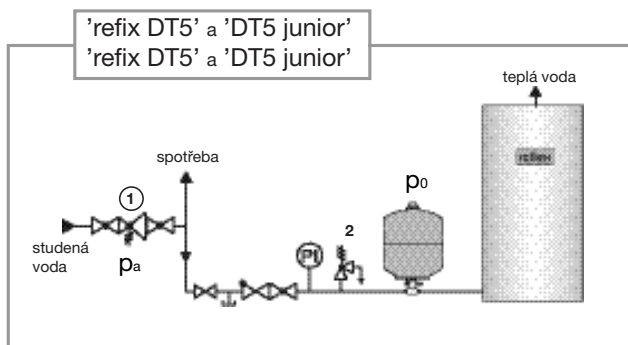 'refix DT5' a 'DT5 junior'
'refix DT5' a 'DT5 junior'
teplá voda
spotřeba
reflex
1
p0
2
PI
studená
voda
pa